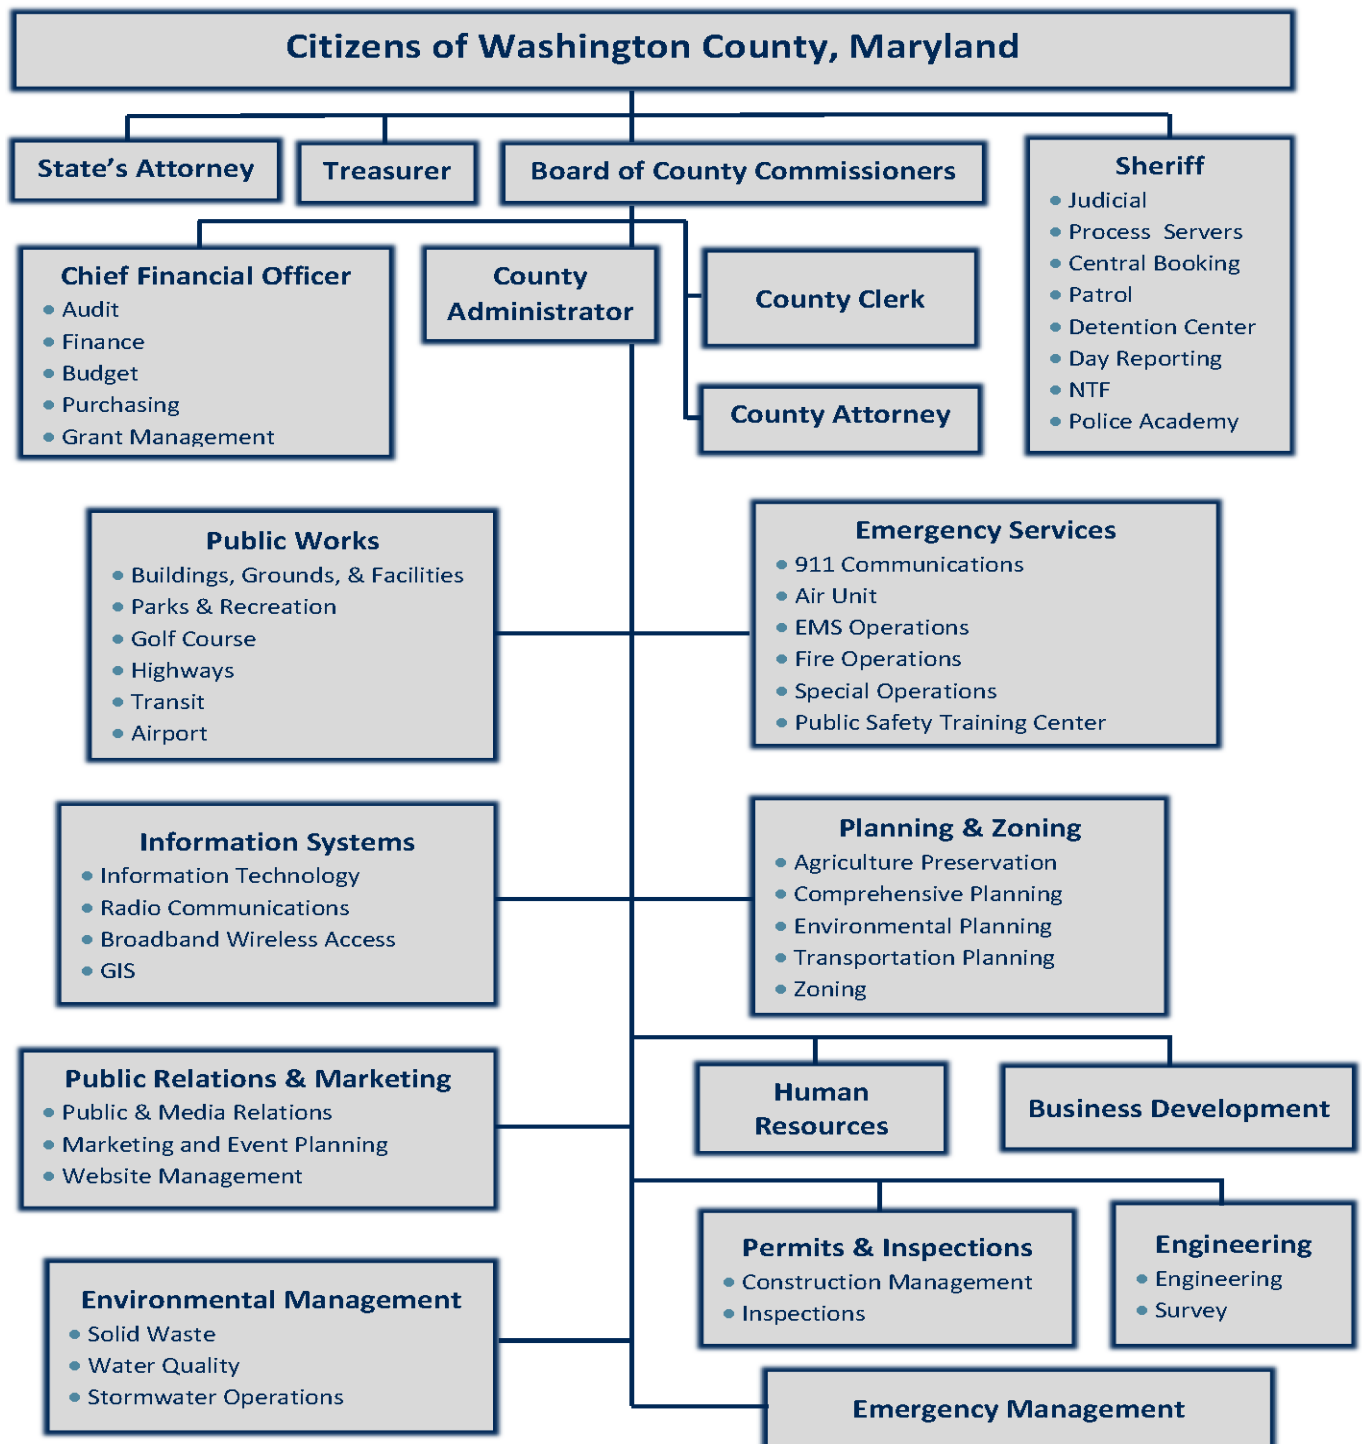 Citizens of Washington County, Maryland
State's Attorney
Treasurer
Board of County Commissioners
Sheriff
• Judicial
• Process Servers
• Central Booking
• Patrol
• Detention Center
• Day Reporting
• NTF
• Police Academy
Chief Financial Officer
• Audit
• Finance
• Budget
• Purchasing
• Grant Management
County
Administrator
County Clerk
County Attorney
Public Works
• Buildings, Grounds, & Facilities
• Parks & Recreation
• Golf Course
• Highways
• Transit
• Airport
Emergency Services
• 911 Communications
• Air Unit
• EMS Operations
• Fire Operations
• Special Operations
• Public Safety Training Center
Information Systems
• Information Technology
• Radio Communications
• Broadband Wireless Access
• GIS
Planning & Zoning
• Agriculture Preservation
• Comprehensive Planning
• Environmental Planning
• Transportation Planning
• Zoning
Public Relations & Marketing
• Public & Media Relations
• Marketing and Event Planning
• Website Management
Human
Resources
Business Development
Permits & Inspections
• Construction Management
• Inspections
Engineering
• Engineering
• Survey
Environmental Management
• Solid Waste
• Water Quality
• Stormwater Operations
Emergency Management